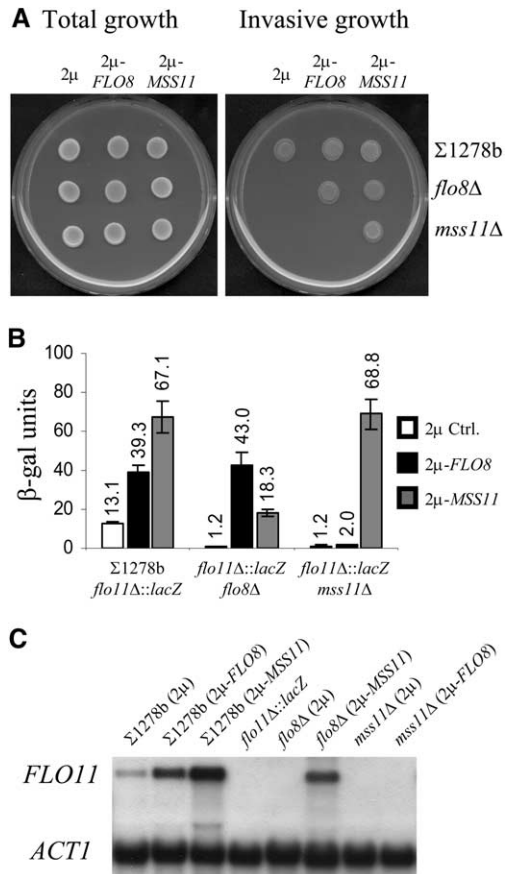 A Total growth Invasive growth
2μ 2μ-FLO8 2μ-MSS11 2μ 2μ-FLO8 2μ-MSS11
Σ1278b
flo8Δ
mss11Δ
B
β-gal units
80
60
40
20
0
13.1 39.3 67.1 1.2 43.0 18.3 1.2 2.0 68.8
2μ Ctrl.
2μ-FLO8
2μ-MSS11
Σ1278b flo11Δ::lacZ flo11Δ::lacZ
flo11Δ::lacZ flo8Δ mss11Δ
C
Σ1278b (2μ)
Σ1278b (2μ-FLO8)
Σ1278b (2μ-MSS11)
flo11Δ::lacZ
flo8Δ (2μ)
flo8Δ (2μ-MSS11)
mss11Δ (2μ)
mss11Δ (2μ-FLO8)
FLO11
ACT1